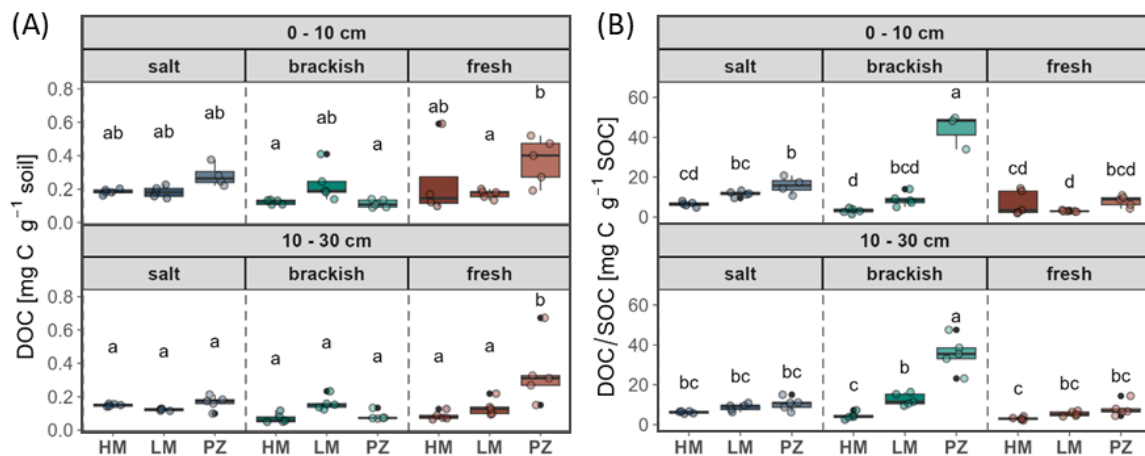 (A)
0 - 10 cm
salt brackish fresh
DOC [mg C g⁻¹ soil]
0.8
0.6
0.4
0.2
0.0
ab ab ab a ab a ab a b
10 - 30 cm
salt brackish fresh
0.8
0.6
0.4
0.2
0.0
a a a a a a a a b
HM LM PZ HM LM PZ HM LM PZ
(B)
0 - 10 cm
salt brackish fresh
DOC/SOC [mg C g⁻¹ SOC]
60
40
20
0
cd bc b d bcd a cd d bcd
10 - 30 cm
salt brackish fresh
60
40
20
0
bc bc bc c b a c bc bc
HM LM PZ HM LM PZ HM LM PZ